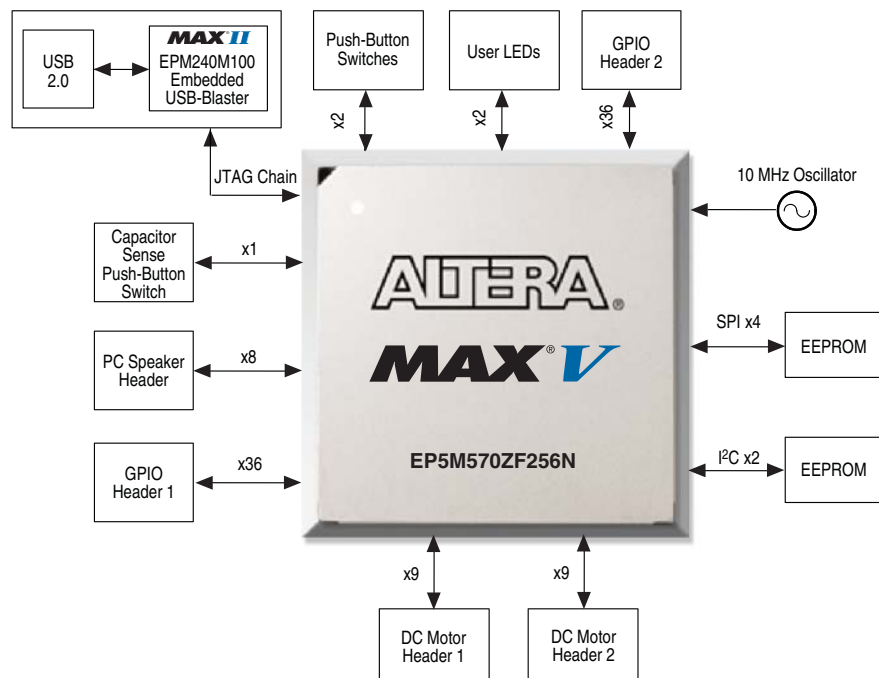 USB
2.0
MAX II
EPM240M100
Embedded
USB-Blaster
Push-Button
Switches
User LEDs
GPIO
Header 2
x2
x2
x36
JTAG Chain
10 MHz Oscillator
Capacitor
Sense
Push-Button
Switch
x1
ALTERA®
SPI x4
EEPROM
PC Speaker
Header
x8
MAX® V
GPIO
Header 1
x36
EP5M570ZF256N
I²C x2
EEPROM
x9
x9
DC Motor
Header 1
DC Motor
Header 2